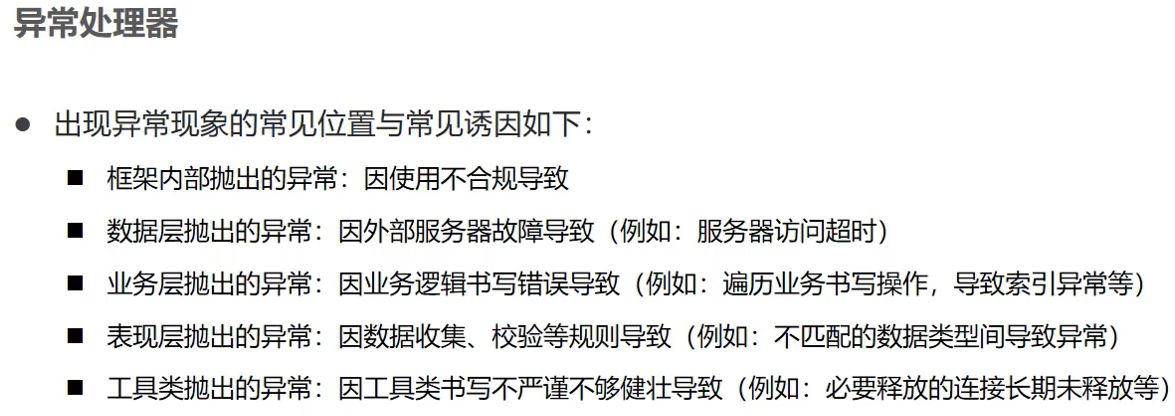 异常处理器
● 出现异常现象的常见位置与常见诱因如下：
■ 框架内部抛出的异常：因使用不合规导致
■ 数据层抛出的异常：因外部服务器故障导致（例如：服务器访问超时）
■ 业务层抛出的异常：因业务逻辑书写错误导致（例如：遍历业务书写操作，导致索引异常等）
■ 表现层抛出的异常：因数据收集、校验等规则导致（例如：不匹配的数据类型间导致异常）
■ 工具类抛出的异常：因工具类书写不严谨不够健壮导致（例如：必要释放的连接长期未释放等）